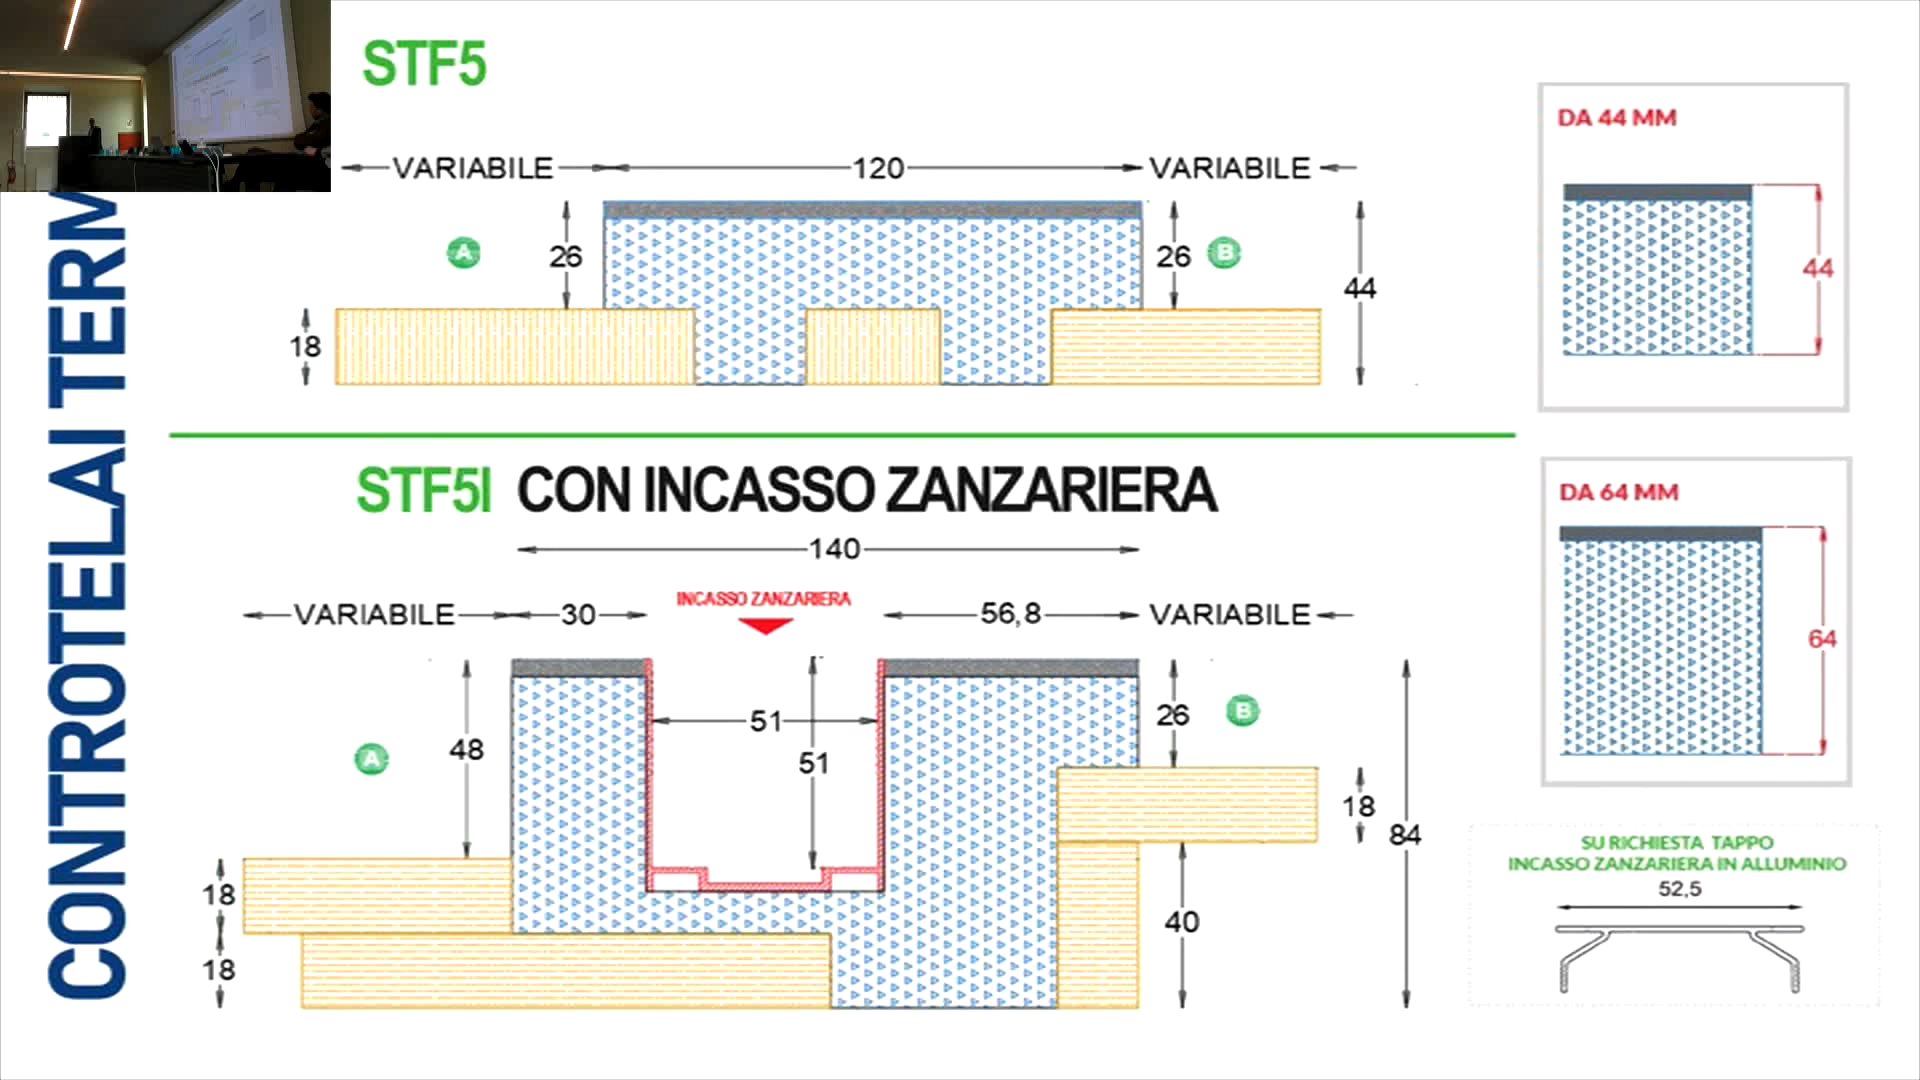 STF5
VARIABILE
120
VARIABILE
A
26
26
B
44
18
DA 44 MM
44
CONTROTELAI
STF5I CON INCASSO ZANZARIERA
140
VARIABILE
30
INCASSO ZANZARIERA
56,8
VARIABILE
A
48
51
51
26
B
18
84
18
18
40
DA 64 MM
64
SU RICHIESTA TAPPO
INCASSO ZANZARIERA IN ALLUMINIO
52,5